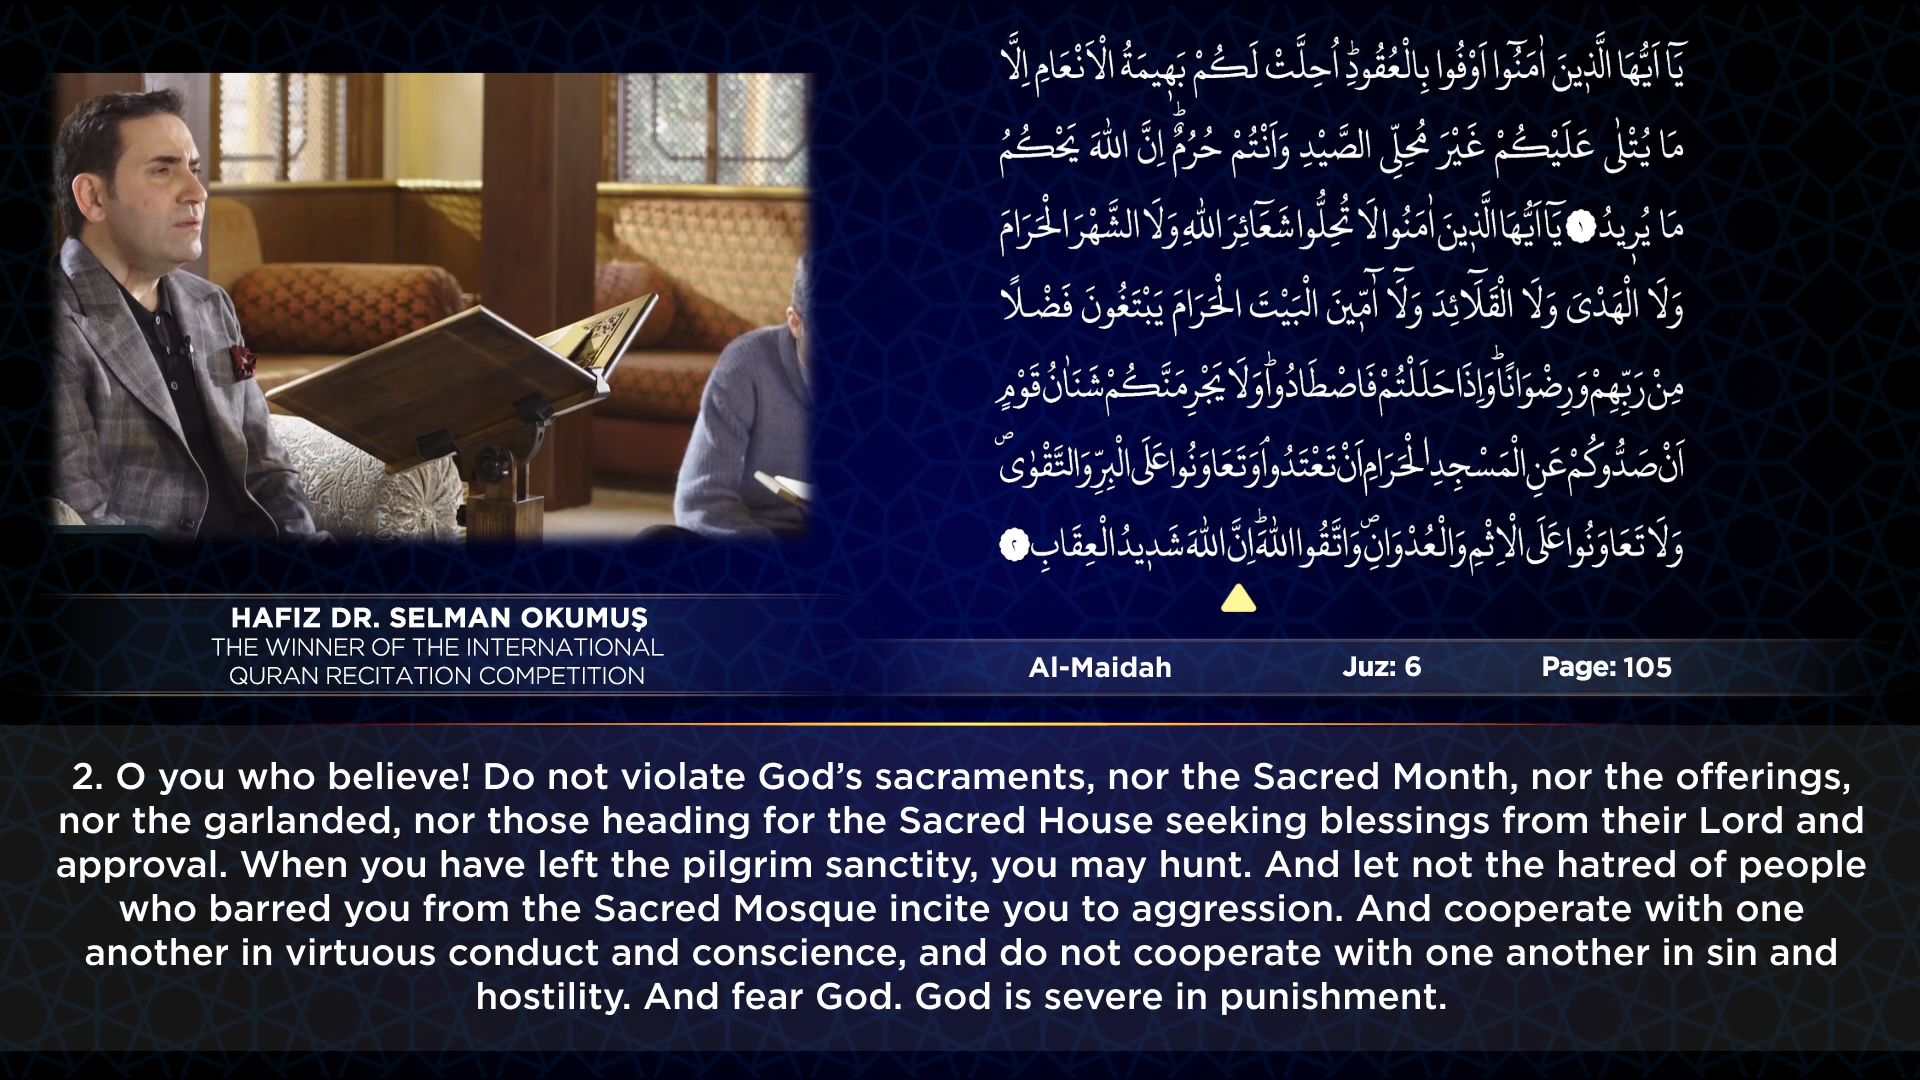 يَٓا اَيُّهَا الَّذ۪ينَ اٰمَنُٓوا اَوْفُوا بِالْعُقُودِۜ اُحِلَّتْ لَكُمْ بَه۪يمَةُ الْاَنْعَامِ اِلَّا
مَا يُتْلٰى عَلَيْكُمْ غَيْرَ مُحِلِّي الصَّيْدِ وَاَنْتُمْ حُرُمٌۜ اِنَّ اللّٰهَ يَحْكُمُ
مَا يُر۪يدُ ﴿١﴾ يَٓا اَيُّهَا الَّذ۪ينَ اٰمَنُوا لَا تُحِلُّوا شَعَٓائِرَ اللّٰهِ وَلَا الشَّهْرَ الْحَرَامَ
وَلَا الْهَدْيَ وَلَا الْقَلَٓائِدَ وَلَٓا اٰمّ۪ينَ الْبَيْتَ الْحَرَامَ يَبْتَغُونَ فَضْلًا
مِنْ رَبِّهِمْ وَرِضْوَانًاۜ وَاِذَا حَلَلْتُمْ فَاصْطَادُواۜ وَلَا يَجْرِمَنَّكُمْ شَنَاٰنُ قَوْمٍ
اَنْ صَدُّوكُمْ عَنِ الْمَسْجِدِ الْحَرَامِ اَنْ تَعْتَدُواۢ وَتَعَاوَنُوا عَلَى الْبِرِّ وَالتَّقْوٰىۖ
وَلَا تَعَاوَنُوا عَلَى الْاِثْمِ وَالْعُدْوَانِۖ وَاتَّقُوا اللّٰهَۜ اِنَّ اللّٰهَ شَد۪يدُ الْعِقَابِ ﴿٢﴾
HAFIZ DR. SELMAN OKUMUŞ
THE WINNER OF THE INTERNATIONAL
QURAN RECITATION COMPETITION
Al-Maidah Juz: 6 Page: 105
2. O you who believe! Do not violate God’s sacraments, nor the Sacred Month, nor the offerings,
nor the garlanded, nor those heading for the Sacred House seeking blessings from their Lord and
approval. When you have left the pilgrim sanctity, you may hunt. And let not the hatred of people
who barred you from the Sacred Mosque incite you to aggression. And cooperate with one
another in virtuous conduct and conscience, and do not cooperate with one another in sin and
hostility. And fear God. God is severe in punishment.